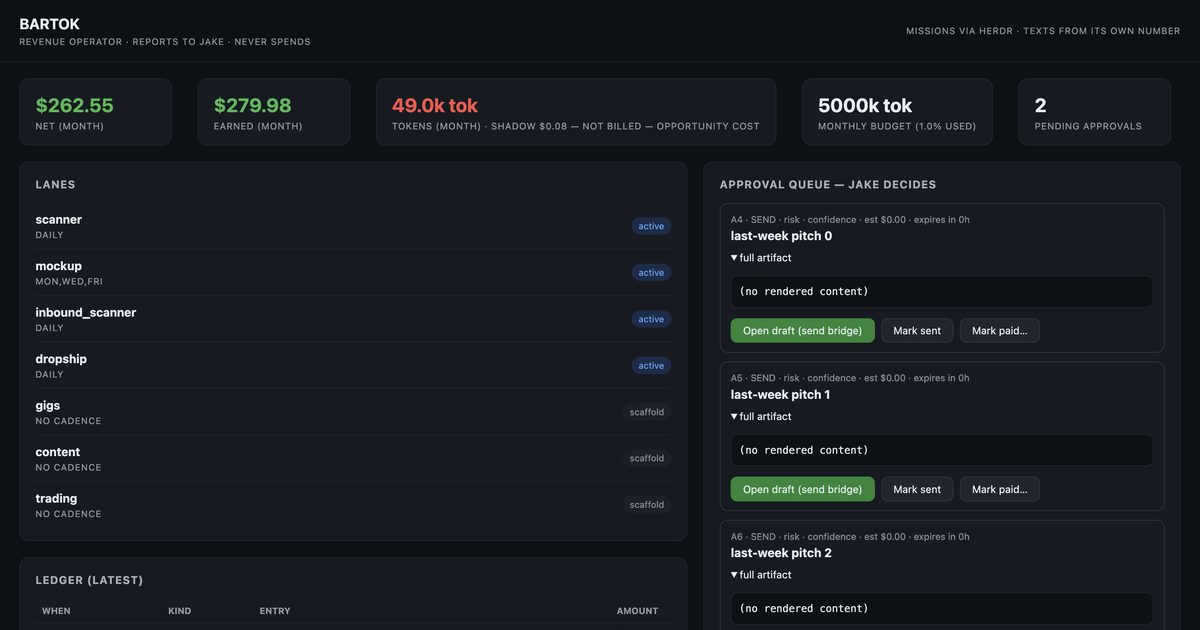 BARTOK
REVENUE OPERATOR · REPORTS TO JAKE · NEVER SPENDS
MISSIONS VIA HERDR · TEXTS FROM ITS OWN NUMBER
$262.55
NET (MONTH)
$279.98
EARNED (MONTH)
49.0k tok
TOKENS (MONTH) · SHADOW $0.08 — NOT BILLED — OPPORTUNITY COST
5000k tok
MONTHLY BUDGET (1.0% USED)
2
PENDING APPROVALS
LANES
scanner
DAILY
active
mockup
MON,WED,FRI
active
inbound_scanner
DAILY
active
dropship
DAILY
active
gigs
NO CADENCE
scaffold
content
NO CADENCE
scaffold
trading
NO CADENCE
scaffold
LEDGER (LATEST)
WHEN KIND ENTRY AMOUNT
APPROVAL QUEUE — JAKE DECIDES
A4 · SEND · risk · confidence · est $0.00 · expires in 0h
last-week pitch 0
▼ full artifact
(no rendered content)
Open draft (send bridge) Mark sent Mark paid...
A5 · SEND · risk · confidence · est $0.00 · expires in 0h
last-week pitch 1
▼ full artifact
(no rendered content)
Open draft (send bridge) Mark sent Mark paid...
A6 · SEND · risk · confidence · est $0.00 · expires in 0h
last-week pitch 2
▼ full artifact
(no rendered content)